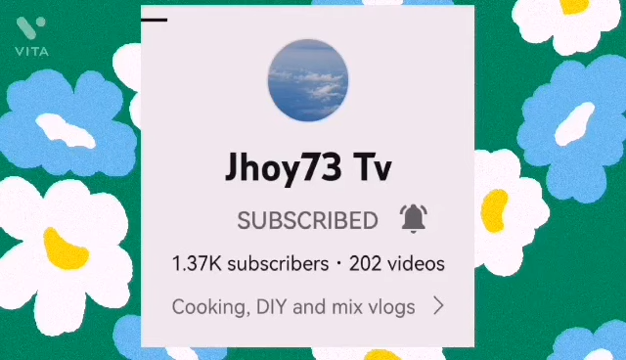 VITA
Jhoy73 Tv
SUBSCRIBED
1.37K subscribers · 202 videos
Cooking, DIY and mix vlogs